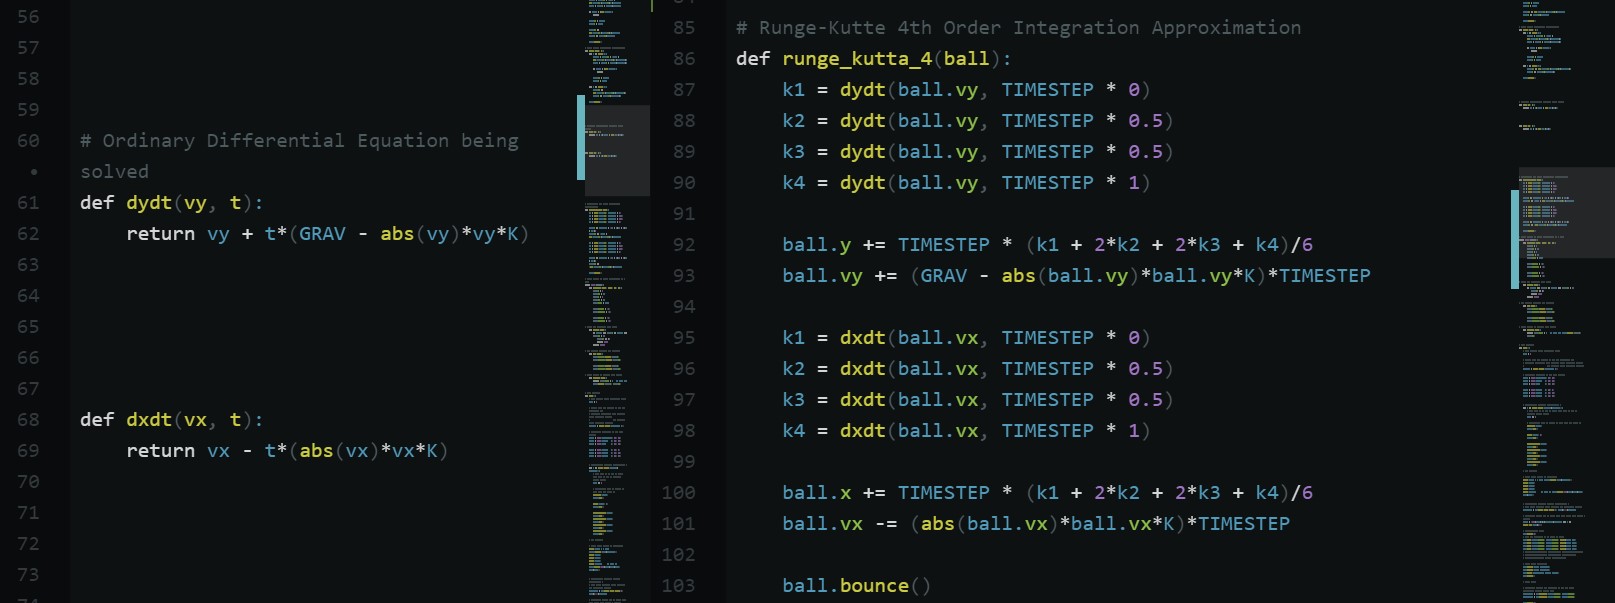 56
57
58
59
60 # Ordinary Differential Equation being
solved
61 def dydt(vy, t):
62 return vy + t*(GRAV - abs(vy)*vy*K)
63
64
65
66
67
68 def dxdt(vx, t):
69 return vx - t*(abs(vx)*vx*K)
70
71
72
73
85 # Runge-Kutte 4th Order Integration Approximation
86 def runge_kutta_4(ball):
87 k1 = dydt(ball.vy, TIMESTEP * 0)
88 k2 = dydt(ball.vy, TIMESTEP * 0.5)
89 k3 = dydt(ball.vy, TIMESTEP * 0.5)
90 k4 = dydt(ball.vy, TIMESTEP * 1)
91
92 ball.y += TIMESTEP * (k1 + 2*k2 + 2*k3 + k4)/6
93 ball.vy += (GRAV - abs(ball.vy)*ball.vy*K)*TIMESTEP
94
95 k1 = dxdt(ball.vx, TIMESTEP * 0)
96 k2 = dxdt(ball.vx, TIMESTEP * 0.5)
97 k3 = dxdt(ball.vx, TIMESTEP * 0.5)
98 k4 = dxdt(ball.vx, TIMESTEP * 1)
99
100 ball.x += TIMESTEP * (k1 + 2*k2 + 2*k3 + k4)/6
101 ball.vx -= (abs(ball.vx)*ball.vx*K)*TIMESTEP
102
103 ball.bounce()